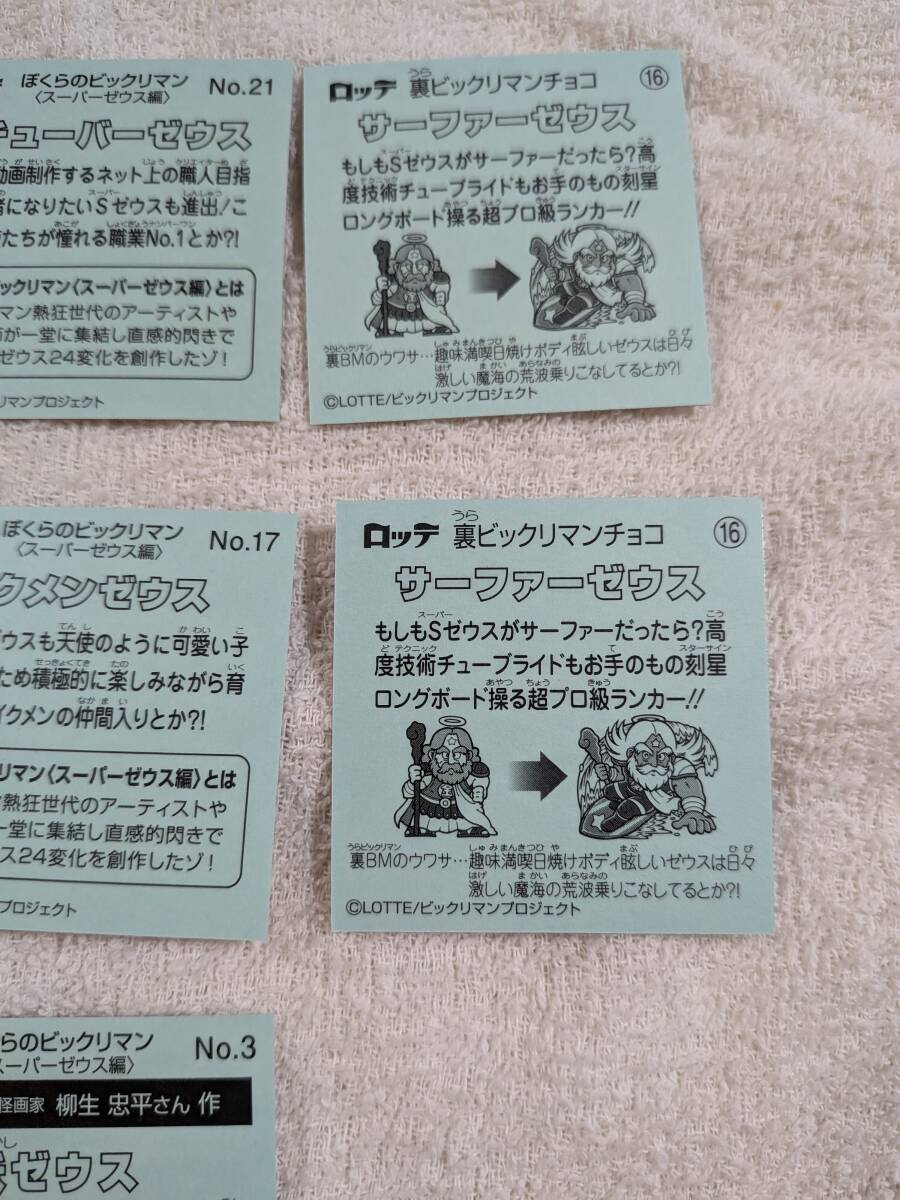 ぼくらのビックリマン No.21
〈スーパーゼウス編〉
チューバーゼウス
動画制作するネット上の職人目指
者になりたいSゼウスも進出!こ
たちが憧れる職業No.1とか?!
ックリマン〈スーパーゼウス編〉とは
マン熱狂世代のアーティストや
が一堂に集結し直感的閃きで
ゼウス24変化を創作したゾ!
リマンプロジェクト
ロッテ 裏ビックリマンチョコ ⑯
サーファーゼウス
もしもSゼウスがサーファーだったら?高
度技術チューブライドもお手のもの刻星
ロングボード操る超プロ級ランカー!!
裏BMのウワサ…趣味満喫日焼けボディ眩しいゼウスは日々
激しい魔海の荒波乗りこなしてるとか?!
©LOTTE/ビックリマンプロジェクト
ぼくらのビックリマン No.17
〈スーパーゼウス編〉
クメンゼウス
ウスも天使のように可愛い子
ため積極的に楽しみながら育
イクメンの仲間入りとか?!
リマン〈スーパーゼウス編〉とは
熱狂世代のアーティストや
一堂に集結し直感的閃きで
ス24変化を創作したゾ!
プロジェクト
ロッテ 裏ビックリマンチョコ ⑯
サーファーゼウス
もしもSゼウスがサーファーだったら?高
度技術チューブライドもお手のもの刻星
ロングボード操る超プロ級ランカー!!
裏BMのウワサ…趣味満喫日焼けボディ眩しいゼウスは日々
激しい魔海の荒波乗りこなしてるとか?!
©LOTTE/ビックリマンプロジェクト
らのビックリマン No.3
スーパーゼウス編〉
怪画家 柳生 忠平さん 作
ゼウス